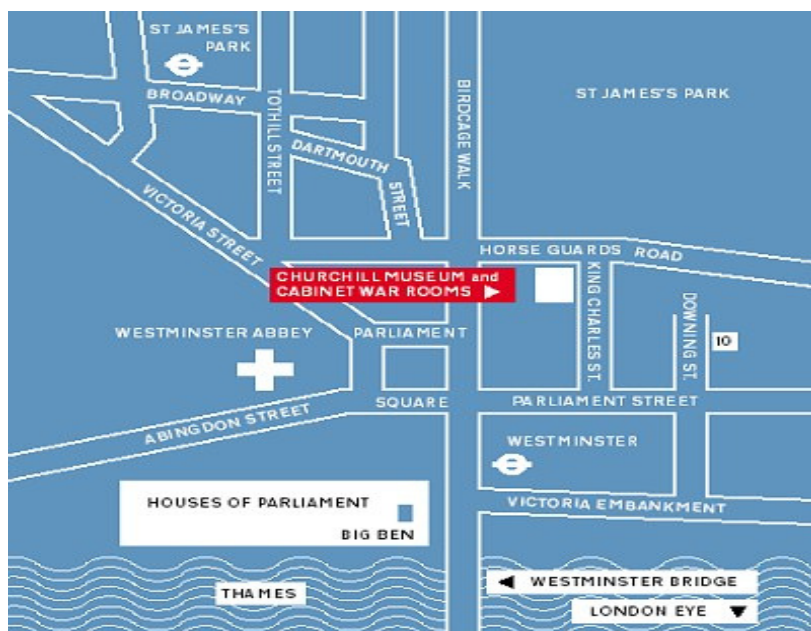 ST JAMES'S
PARK
BROADWAY
TOTHILL STREET
BIRDCAGE WALK
ST JAMES'S PARK
DARTMOUTH
STREET
VICTORIA STREET
HORSE GUARDS ROAD
CHURCHILL MUSEUM and
CABINET WAR ROOMS
KING CHARLES ST.
DOWNING ST.
10
WESTMINSTER ABBEY
PARLIAMENT
SQUARE
PARLIAMENT STREET
ABINGDON STREET
WESTMINSTER
HOUSES OF PARLIAMENT
BIG BEN
VICTORIA EMBANKMENT
THAMES
WESTMINSTER BRIDGE
LONDON EYE